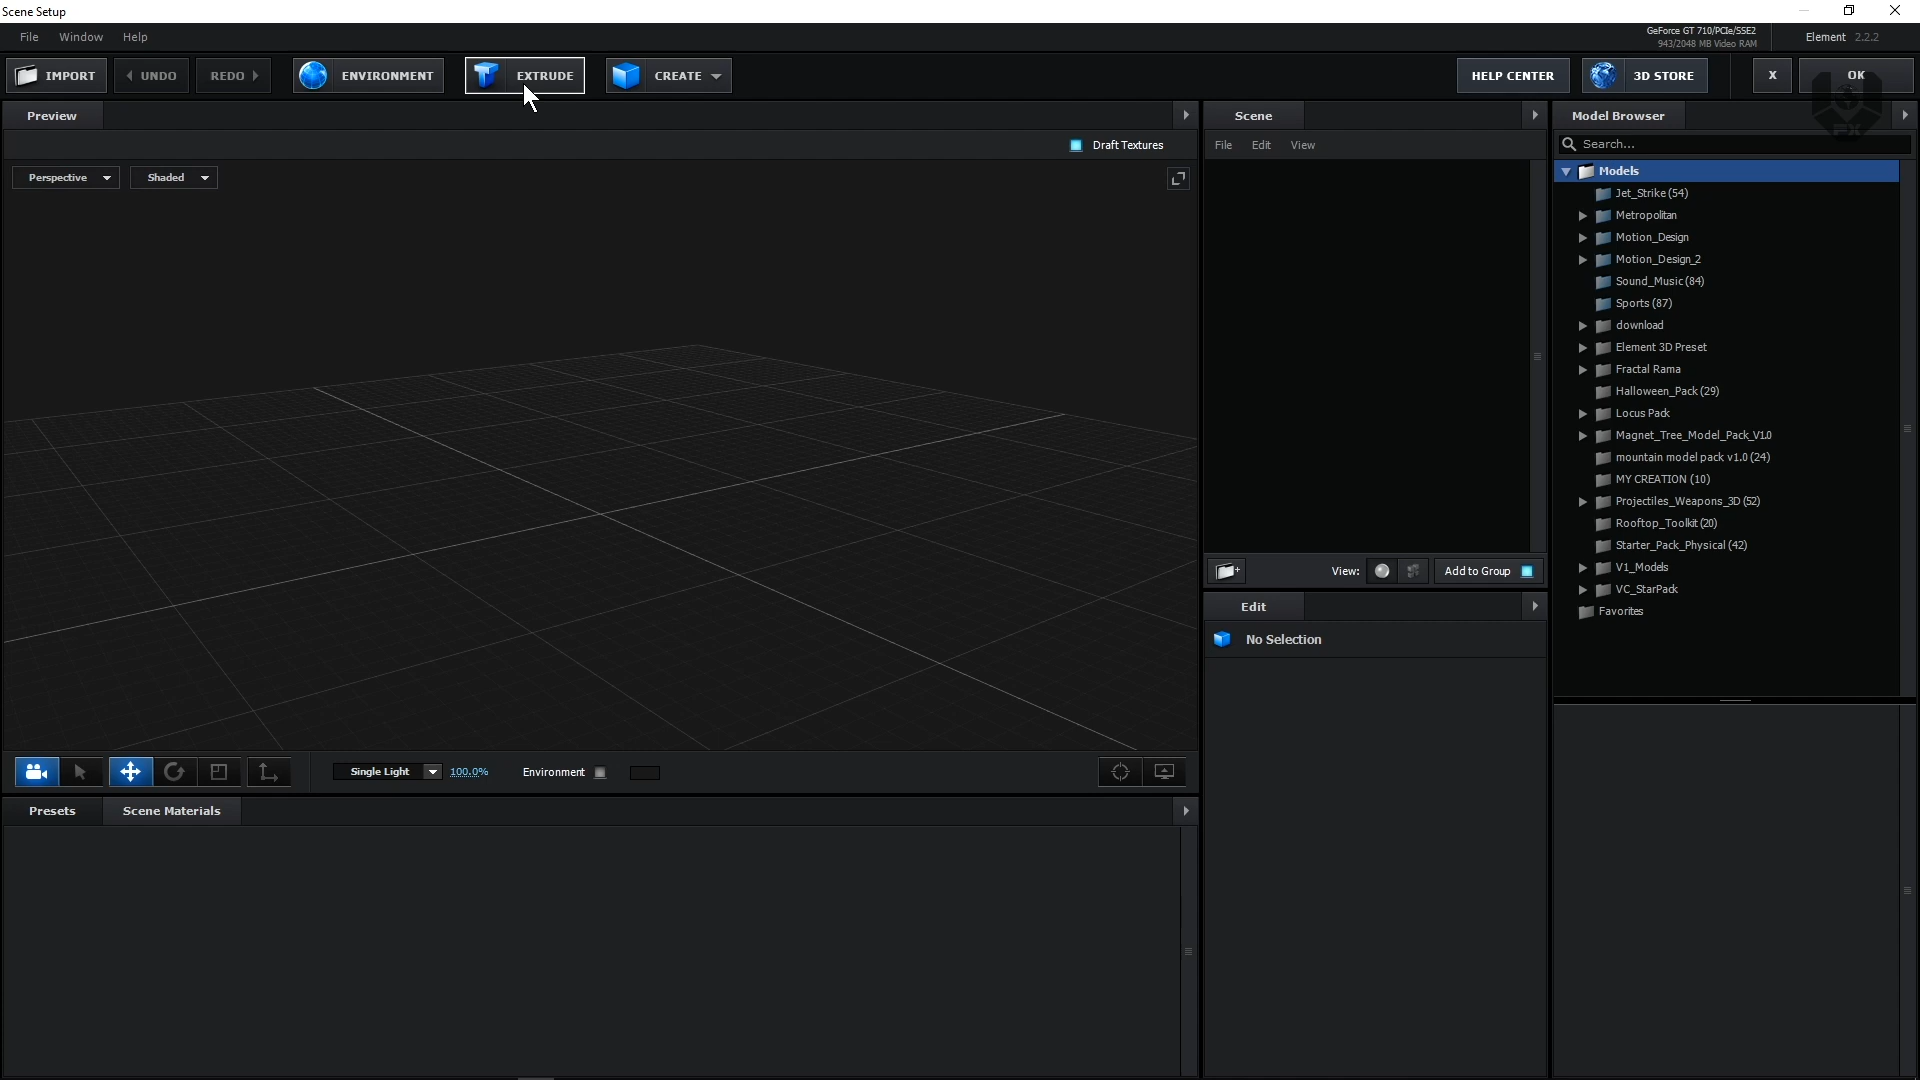 Scene Setup
File Window Help
GeForce GT 710/PCIe/SSE2
943/2048 MB Video RAM
Element 2.2.2
IMPORT UNDO REDO ENVIRONMENT EXTRUDE CREATE HELP CENTER 3D STORE X OK
Preview
Draft Textures
Perspective Shaded
Single Light 100.0% Environment
Presets Scene Materials
Scene
File Edit View
View: Add to Group
Edit
No Selection
Model Browser
Search...
Models
Jet_Strike (54)
Metropolitan
Motion_Design
Motion_Design_2
Sound_Music (84)
Sports (87)
download
Element 3D Preset
Fractal Rama
Halloween_Pack (29)
Locus Pack
Magnet_Tree_Model_Pack_V1.0
mountain model pack v1.0 (24)
MY CREATION (10)
Projectiles_Weapons_3D (52)
Rooftop_Toolkit (20)
Starter_Pack_Physical (42)
V1_Models
VC_StarPack
Favorites